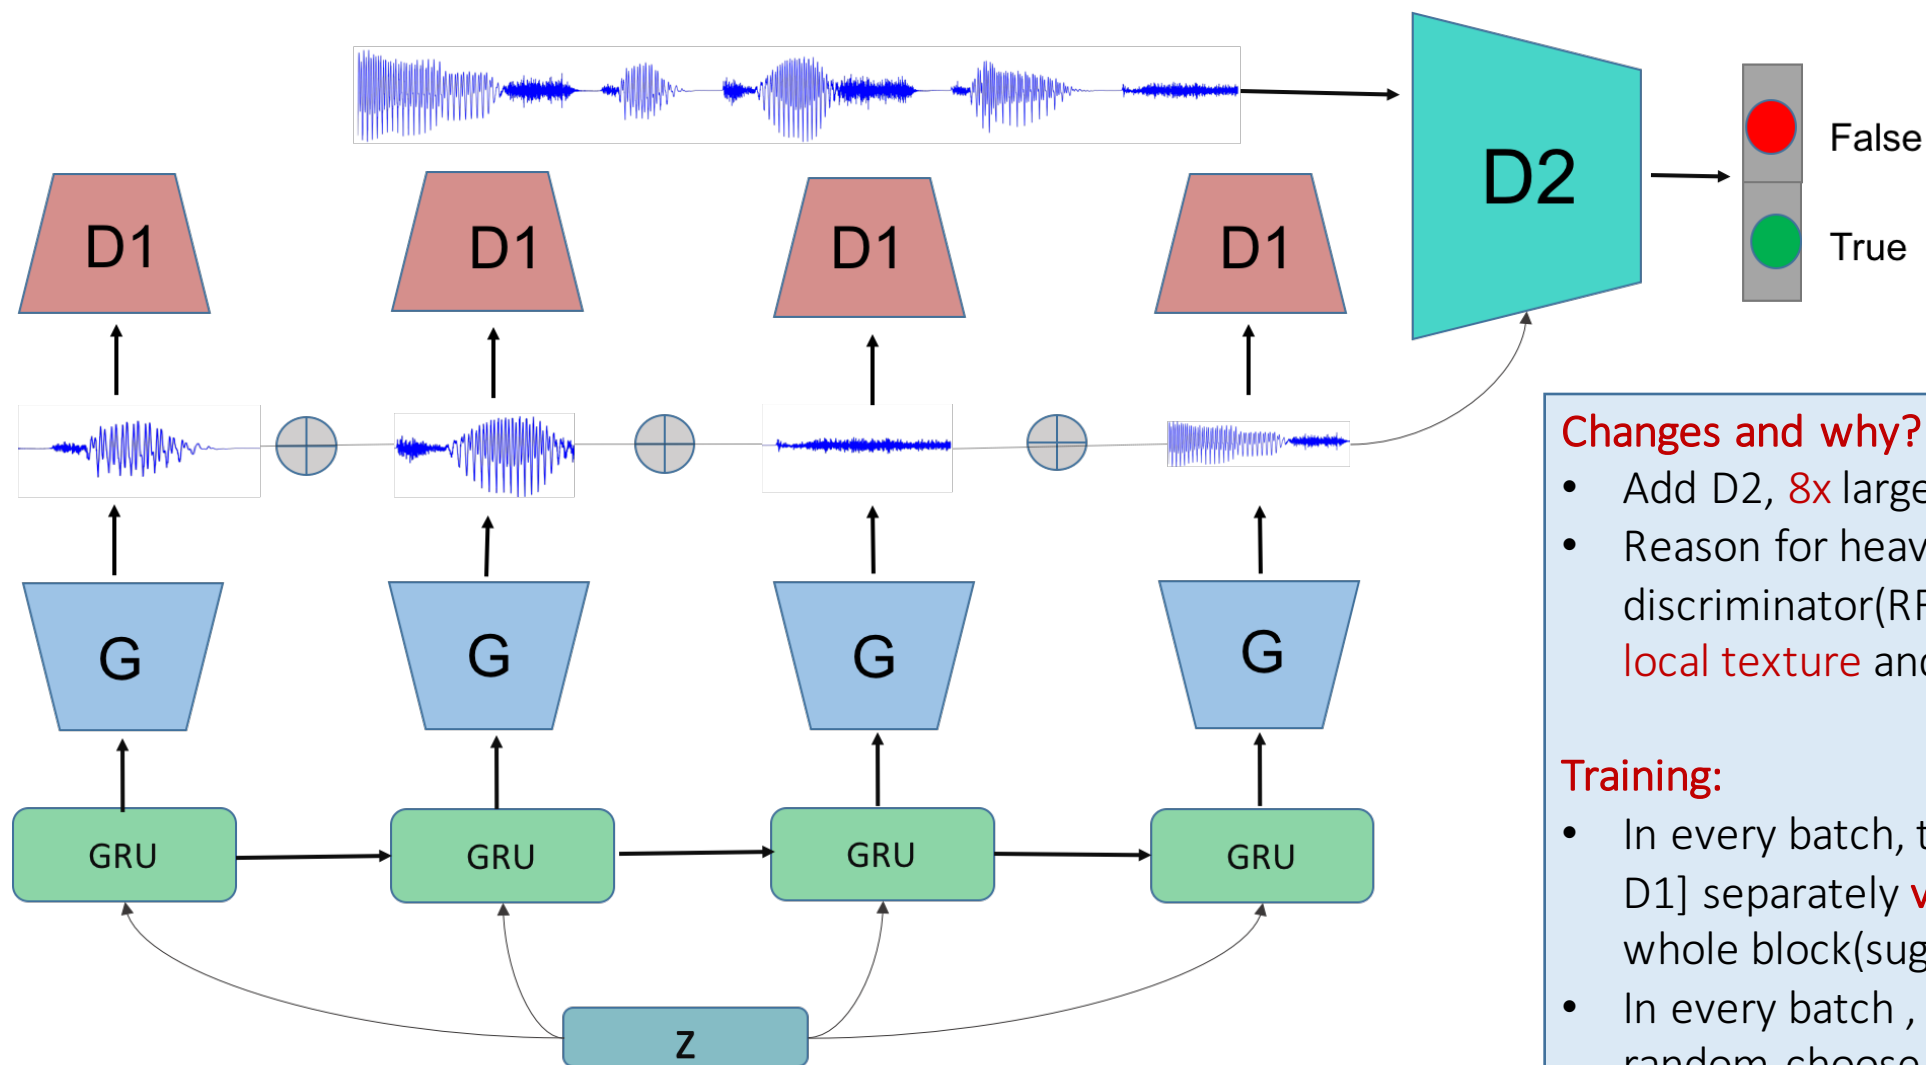 D2
False
True
D1 D1 D1 D1
G G G G
GRU GRU GRU GRU
z
Changes and why?
• Add D2, 8x large
• Reason for heav
discriminator(RF
local texture and
Training:
• In every batch, t
D1] separately v
whole block(sug
• In every batch ,
random choose